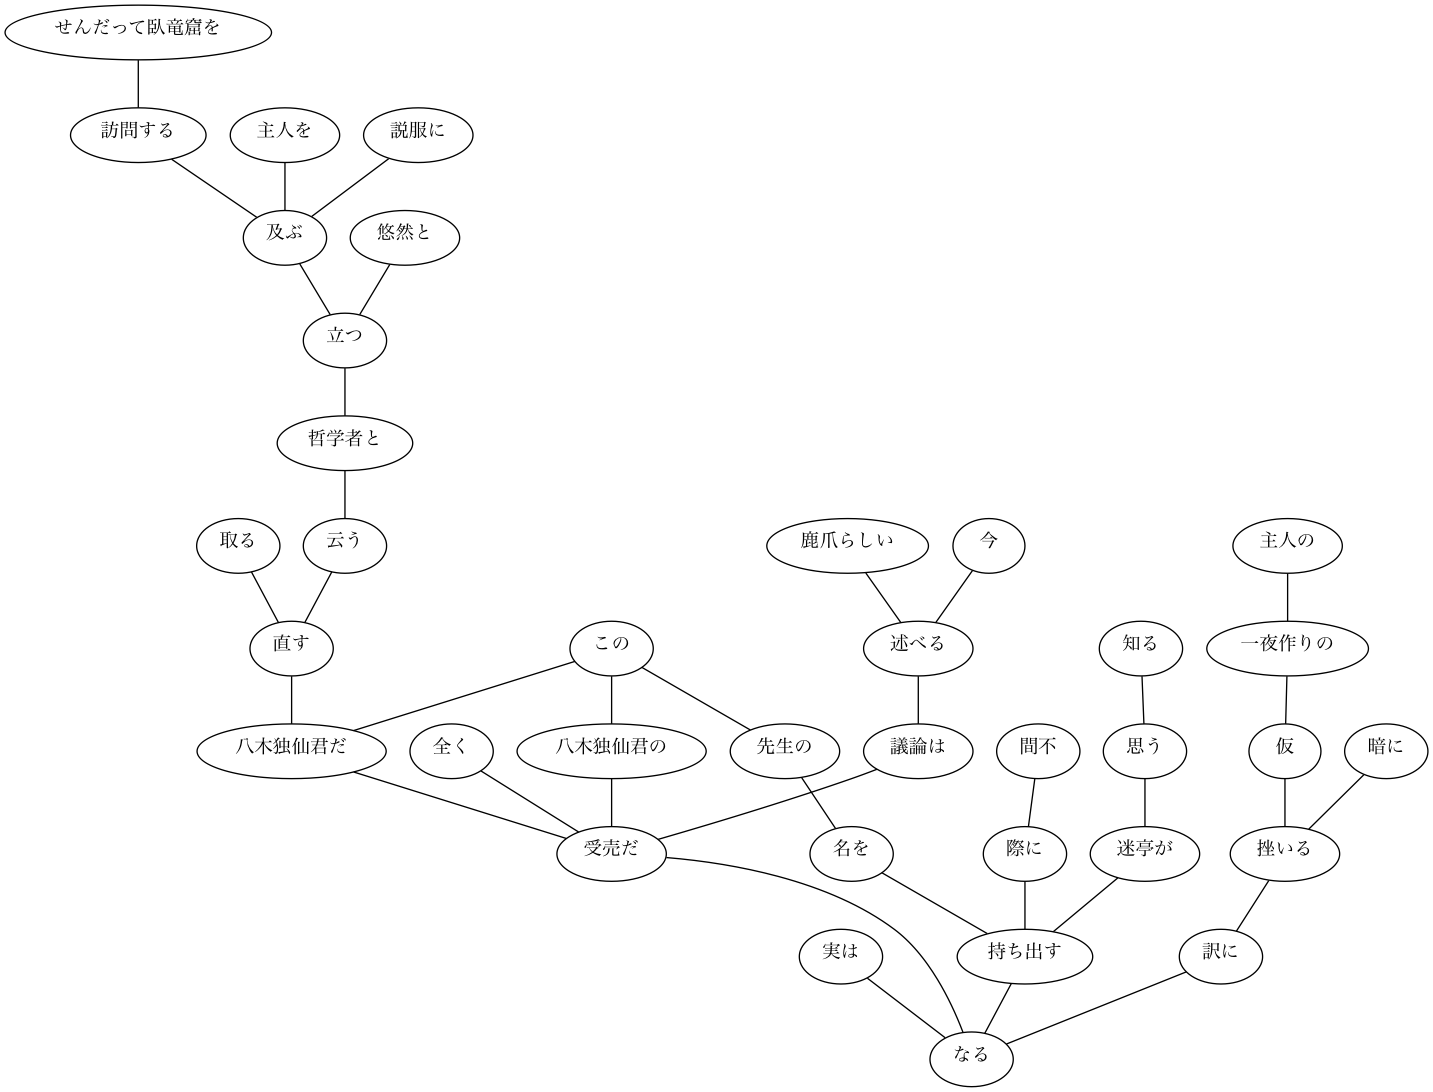 せんだって臥竜窟を
訪問する
主人を
説服に
及ぶ
悠然と
立つ
哲学者と
取る
云う
鹿爪らしい
今
主人の
直す
この
述べる
知る
一夜作りの
八木独仙君だ
全く
八木独仙君の
先生の
議論は
間不
思う
仮
暗に
受売だ
名を
際に
迷亭が
挫いる
実は
持ち出す
訳に
なる